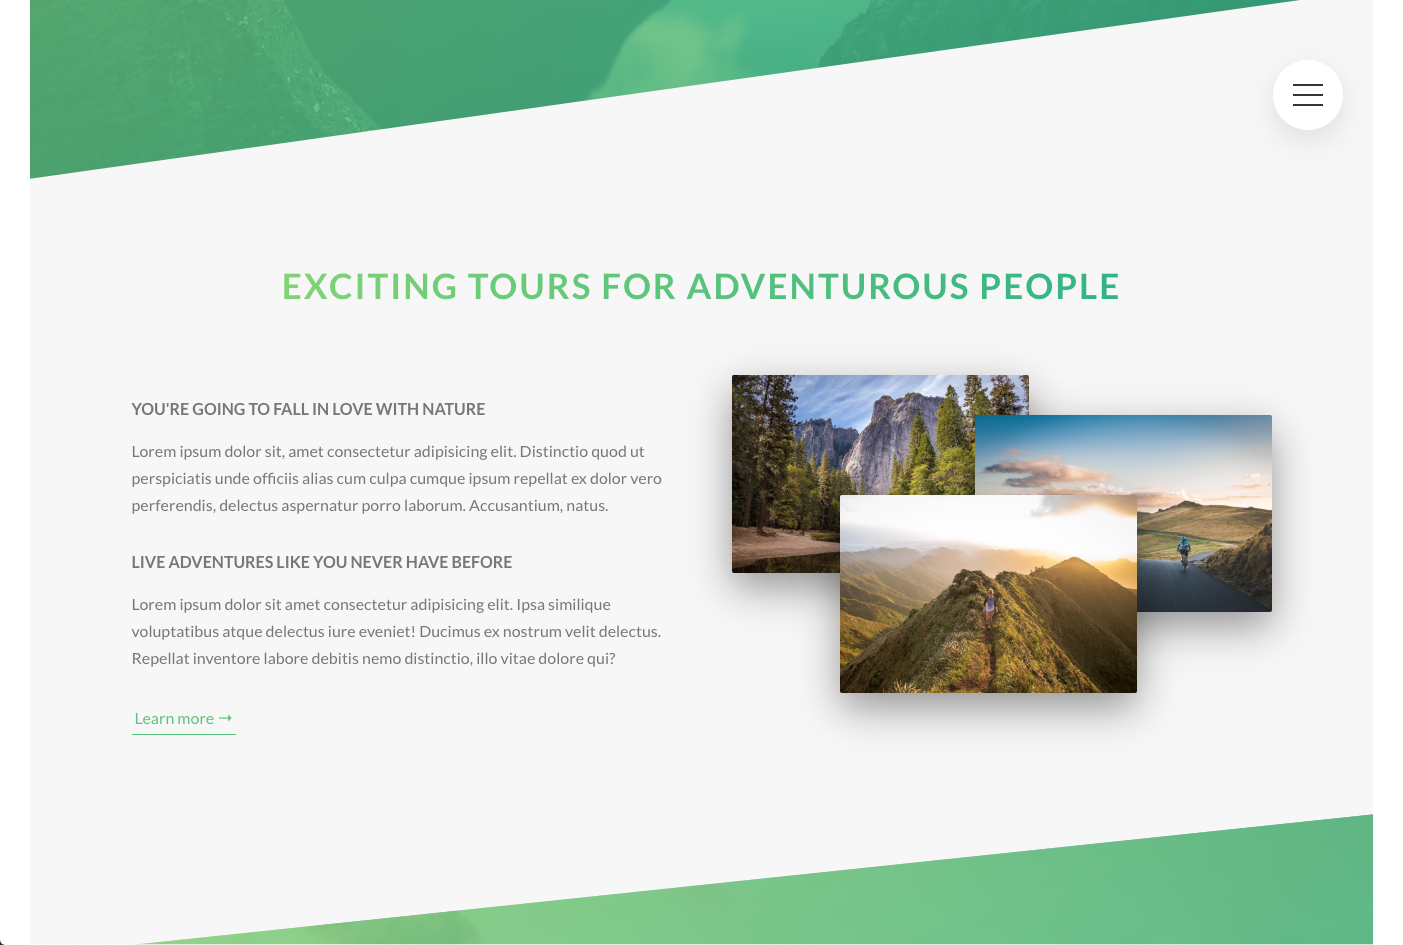 EXCITING TOURS FOR ADVENTUROUS PEOPLE
YOU'RE GOING TO FALL IN LOVE WITH NATURE
Lorem ipsum dolor sit, amet consectetur adipisicing elit. Distinctio quod ut
perspiciatis unde officiis alias cum culpa cumque ipsum repellat ex dolor vero
perferendis, delectus aspernatur porro laborum. Accusantium, natus.
LIVE ADVENTURES LIKE YOU NEVER HAVE BEFORE
Lorem ipsum dolor sit amet consectetur adipisicing elit. Ipsa similique
voluptatibus atque delectus iure eveniet! Ducimus ex nostrum velit delectus.
Repellat inventore labore debitis nemo distinctio, illo vitae dolore qui?
Learn more →